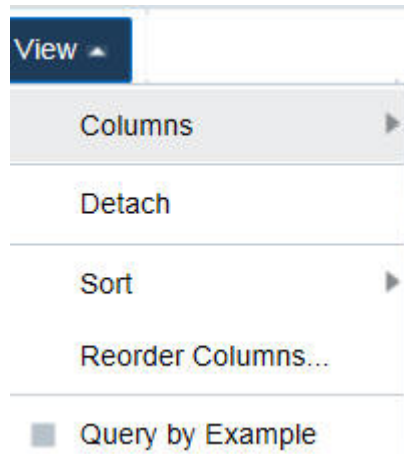 View
Columns
Detach
Sort
Reorder Columns...
Query by Example